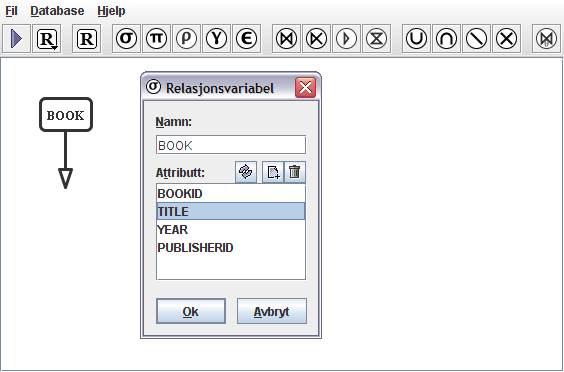 Fil Database Hjelp
R R σ π ρ γ ϵ
BOOK
σ Relasjonsvariabel
Namn:
BOOK
Attributt:
BOOKID
TITLE
YEAR
PUBLISHERID
Ok Avbryt